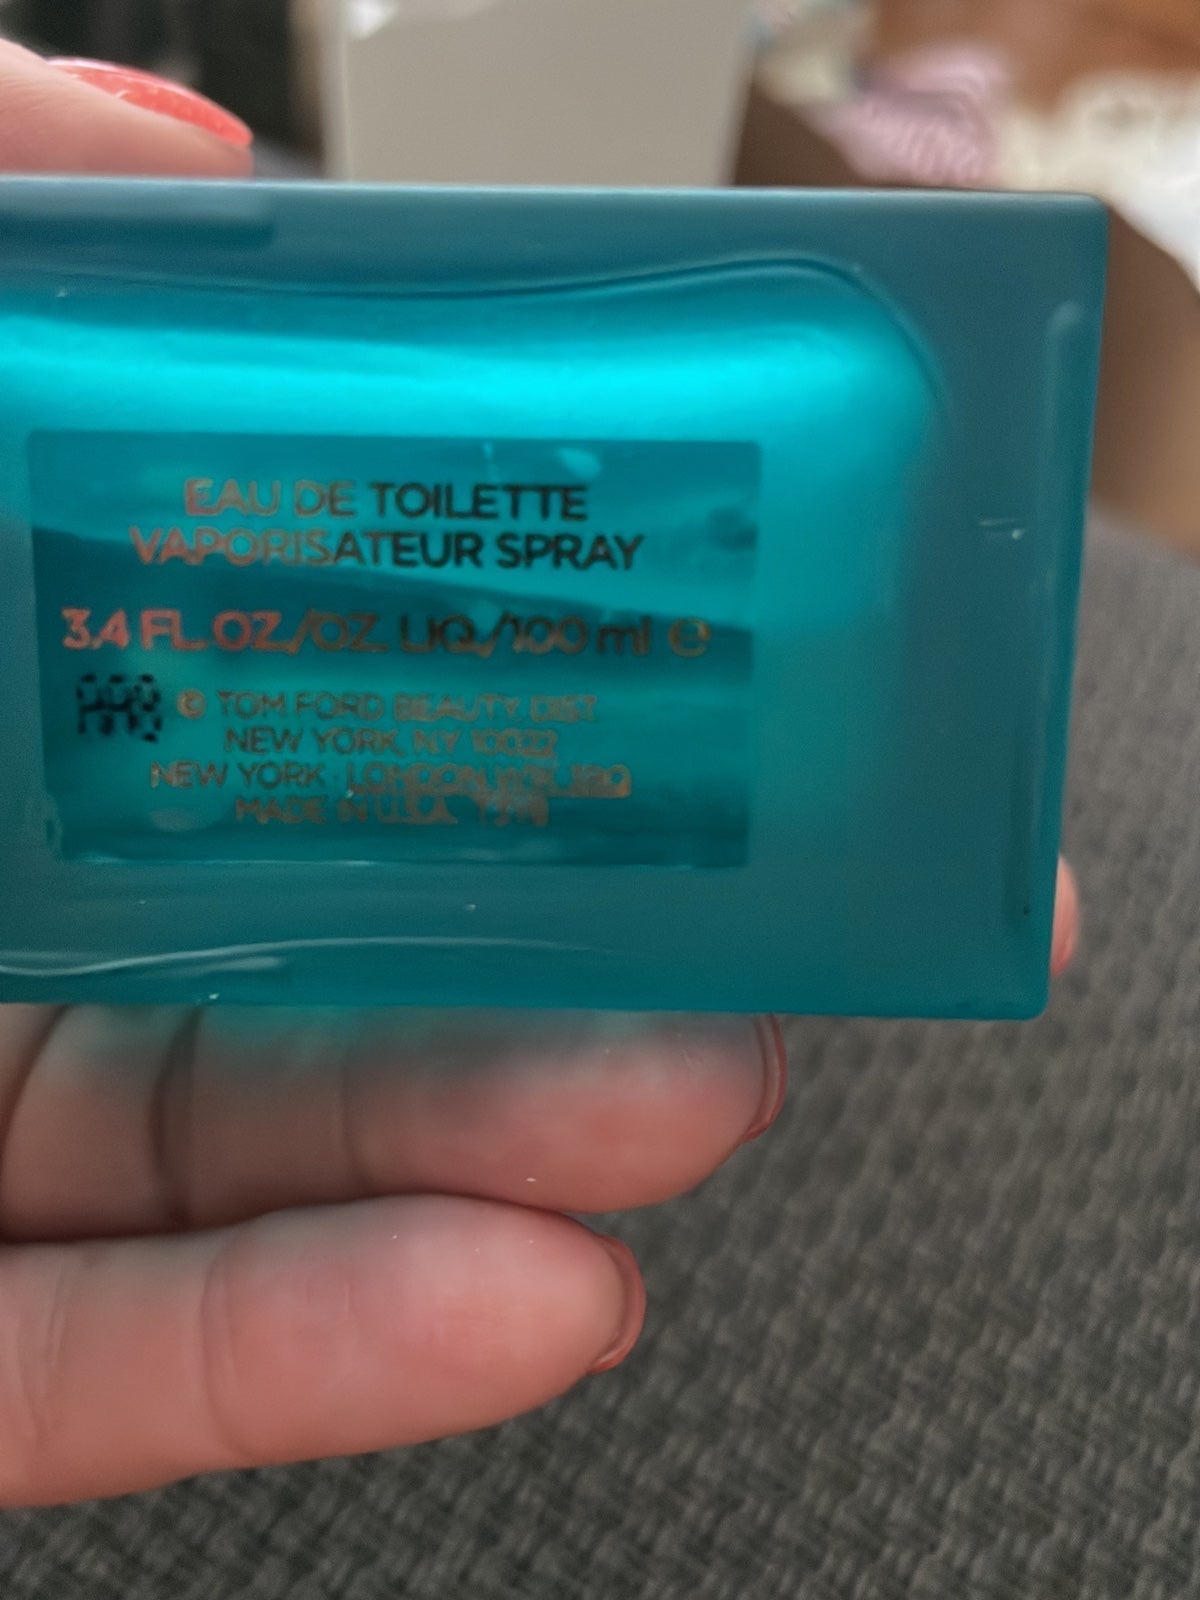 EAU DE TOILETTE
VAPORISATEUR SPRAY
3.4 FL.OZ./OZ. LIQ./100 ml ℮
© TOM FORD BEAUTY, DIST.
NEW YORK, NY 10022
NEW YORK · LONDON
MADE IN U.S.A.